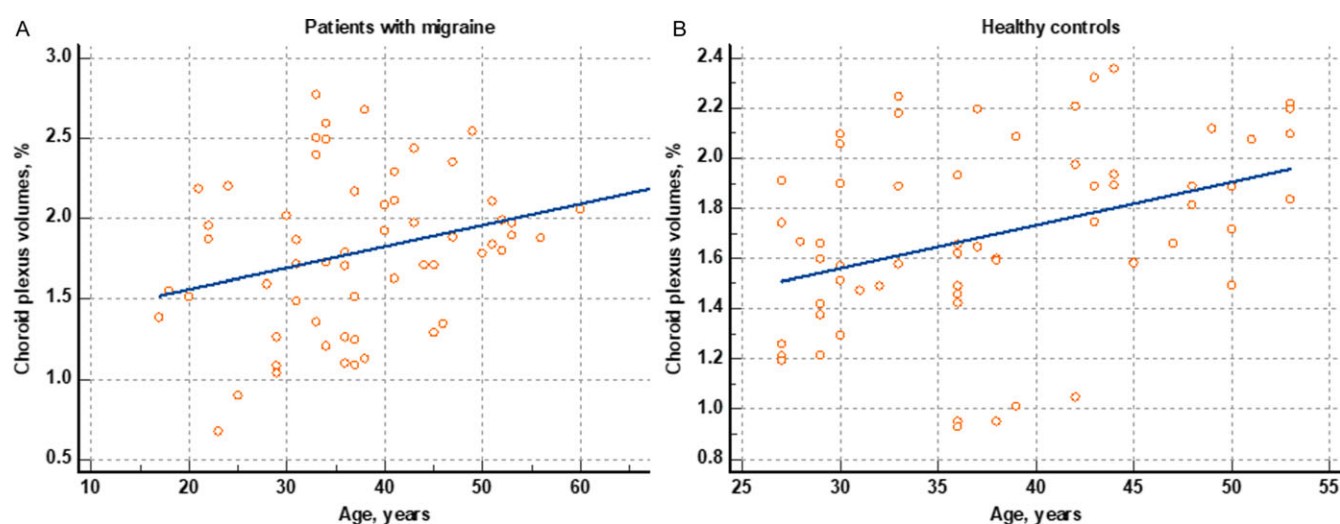 A
Patients with migraine
Choroid plexus volumes, %
3.0
2.5
2.0
1.5
1.0
0.5
10 20 30 40 50 60
Age, years
B
Healthy controls
Choroid plexus volumes, %
2.4
2.2
2.0
1.8
1.6
1.4
1.2
1.0
0.8
25 30 35 40 45 50 55
Age, years